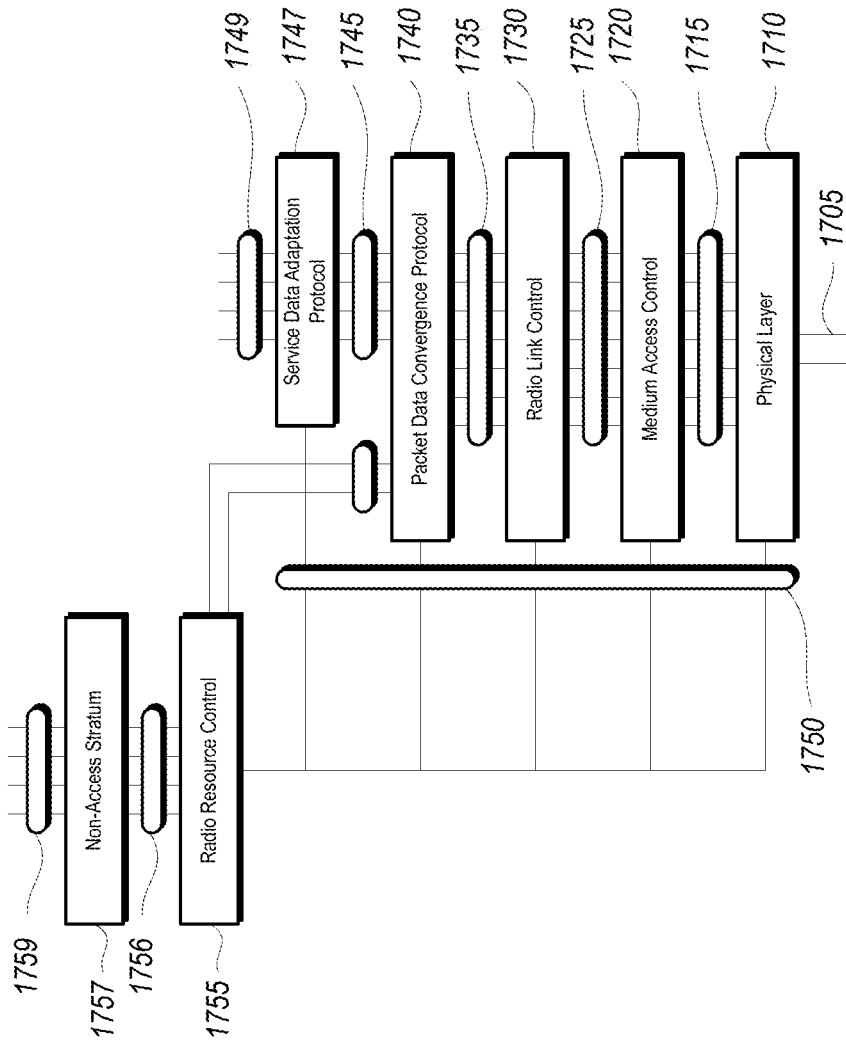 1759
1757
1756
1755
Non-Access Stratum
Radio Resource Control
1750
1749
1747
1745
1740
1735
1730
1725
1720
1715
1710
1705
Service Data Adaptation
Protocol
Packet Data Convergence Protocol
Radio Link Control
Medium Access Control
Physical Layer